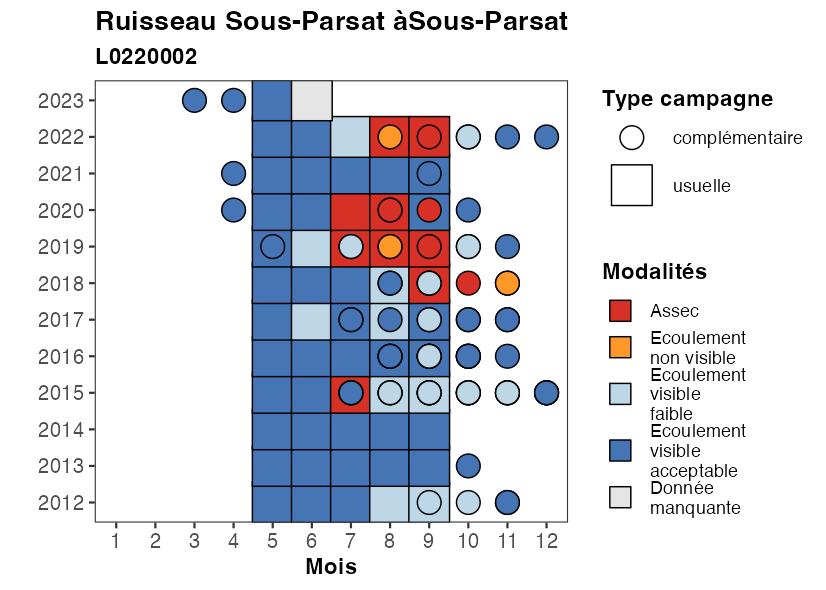 Ruisseau Sous-Parsat àSous-Parsat
L0220002
2023
2022
2021
2020
2019
2018
2017
2016
2015
2014
2013
2012
1 2 3 4 5 6 7 8 9 10 11 12
Mois
Type campagne
complémentaire
usuelle
Modalités
Assec
Ecoulement
non visible
Ecoulement
visible
faible
Ecoulement
visible
acceptable
Donnée
manquante